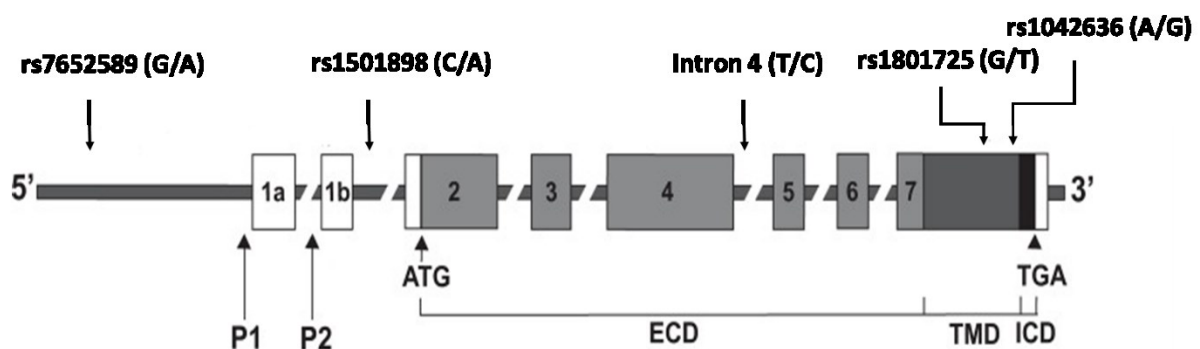 rs1042636 (A/G)
rs7652589 (G/A) rs1501898 (C/A) Intron 4 (T/C) rs1801725 (G/T)
5' 1a 1b 2 3 4 5 6 7 3'
ATG TGA
P1 P2 ECD TMD ICD